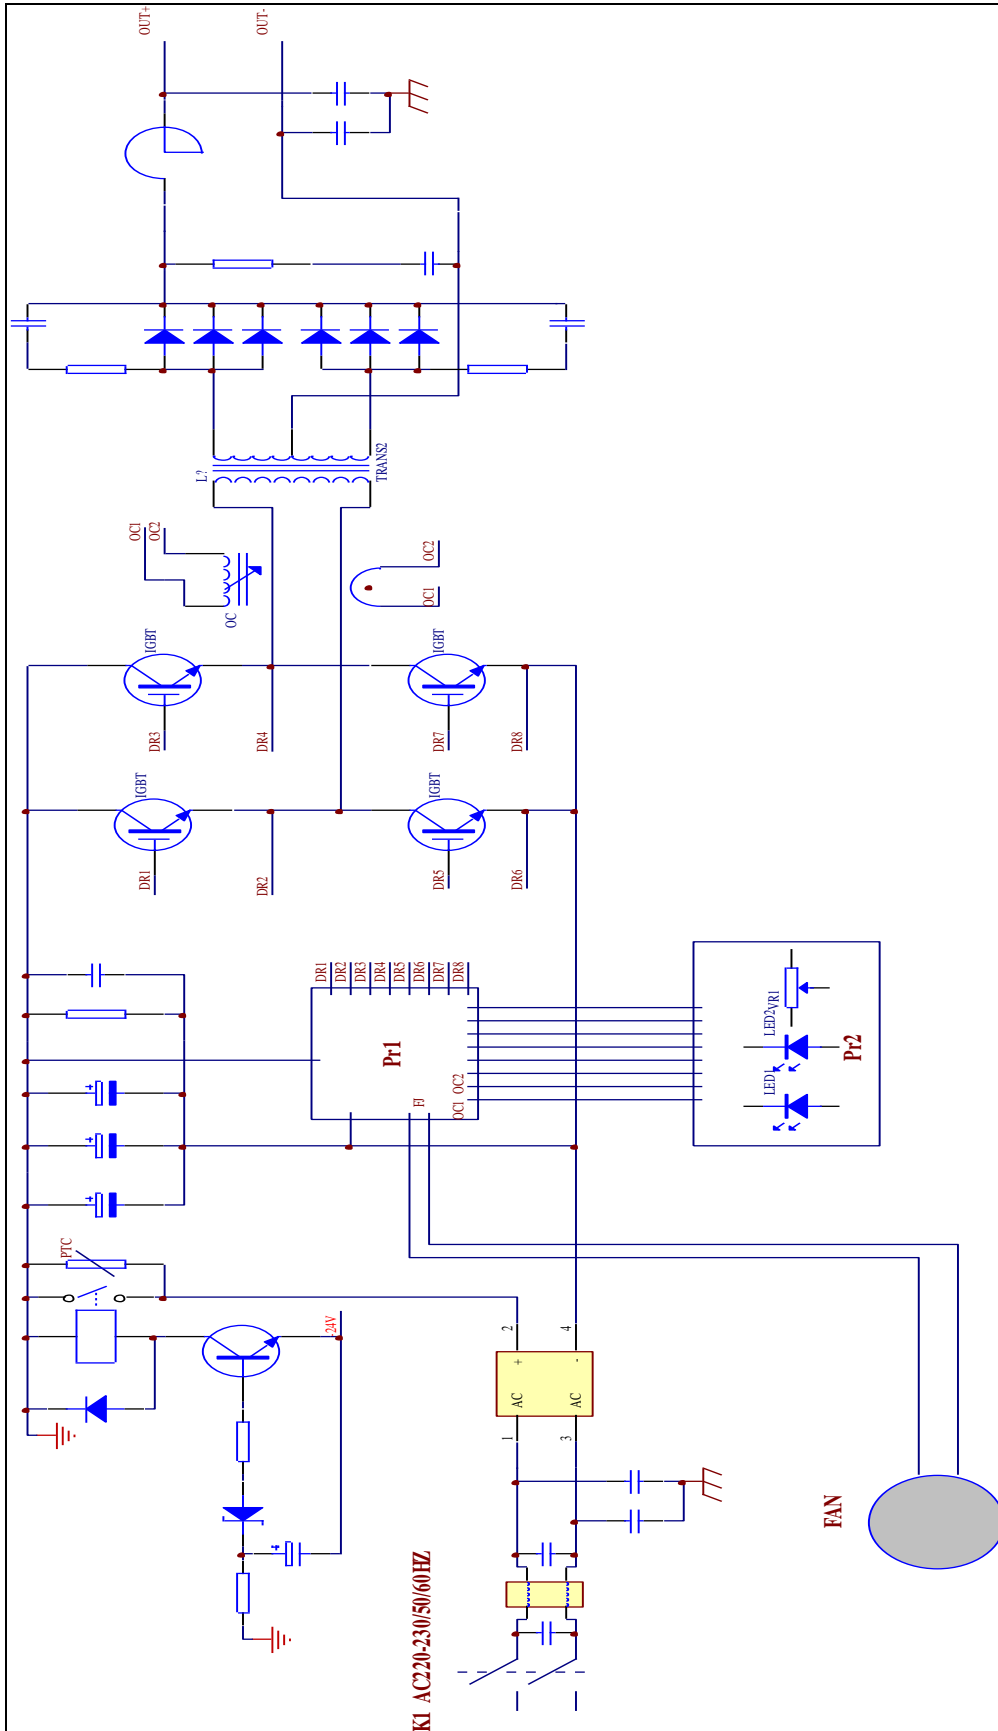 OUT+
OUT-
L?
TRANS2
OC1
OC2
OC
OC2
OC1
IGBT
IGBT
DR3
DR4
DR7
DR8
IGBT
IGBT
DR1
DR2
DR5
DR6
DR1
DR2
DR3
DR4
DR5
DR6
DR7
DR8
Pr1
FJ
OC1 OC2
VR1
LED2
LED1
Pr2
PTC
-24V
2
4
+
-
AC
AC
1
3
FAN
K1 AC220-230/50/60HZ